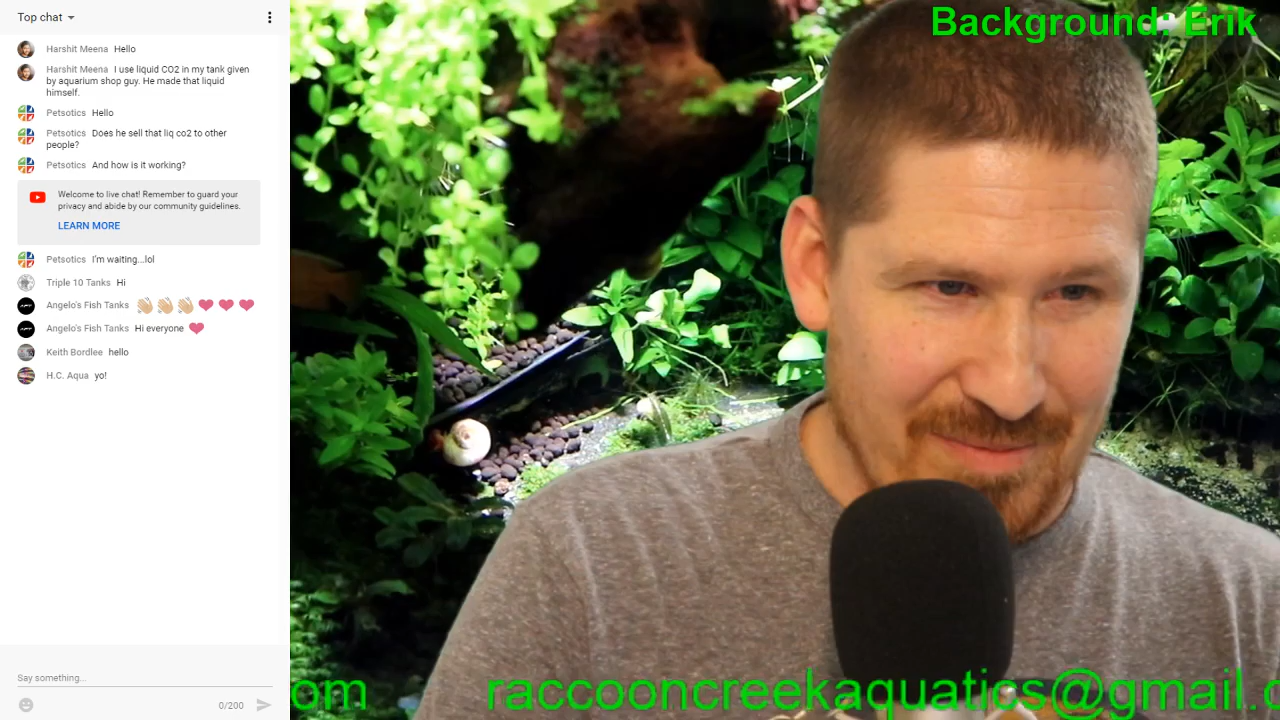 Top chat
Harshit Meena Hello
Harshit Meena I use liquid CO2 in my tank given
by aquarium shop guy. He made that liquid
himself.
Petsotics Hello
Petsotics Does he sell that liq co2 to other
people?
Petsotics And how is it working?
Welcome to live chat! Remember to guard your
privacy and abide by our community guidelines.
LEARN MORE
Petsotics I'm waiting...lol
Triple 10 Tanks Hi
Angelo's Fish Tanks 👋🏼👋🏼👋🏼❤❤❤
Angelo's Fish Tanks Hi everyone ❤
Keith Bordlee hello
H.C. Aqua yo!
Say something...
0/200
Background: Erik
om raccooncreekaquatics@gmail.c